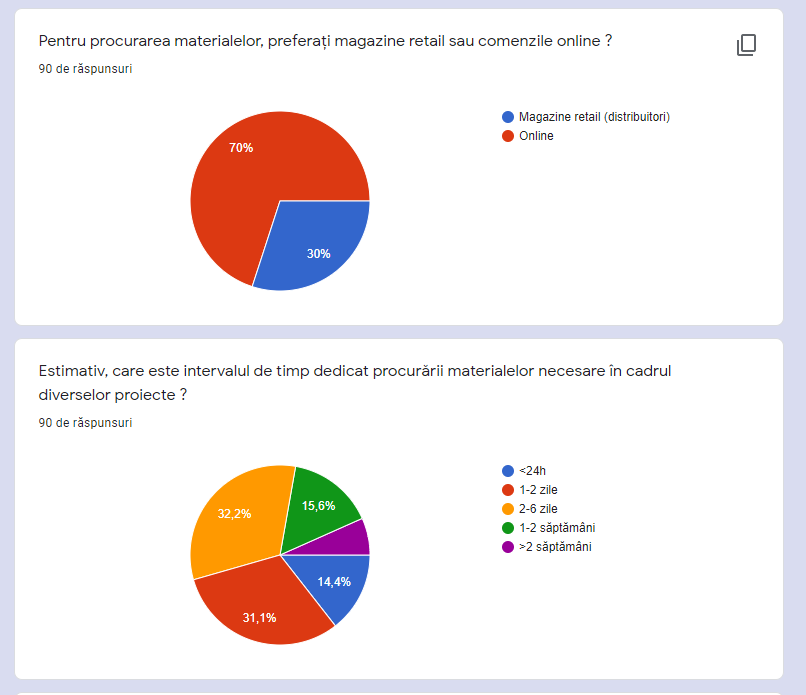 Pentru procurarea materialelor, preferați magazine retail sau comenzile online ?
90 de răspunsuri
Magazine retail (distribuitori)
Online
70%
30%
Estimativ, care este intervalul de timp dedicat procurării materialelor necesare în cadrul
diverselor proiecte ?
90 de răspunsuri
<24h
1-2 zile
2-6 zile
1-2 săptămâni
>2 săptămâni
15,6%
32,2%
14,4%
31,1%